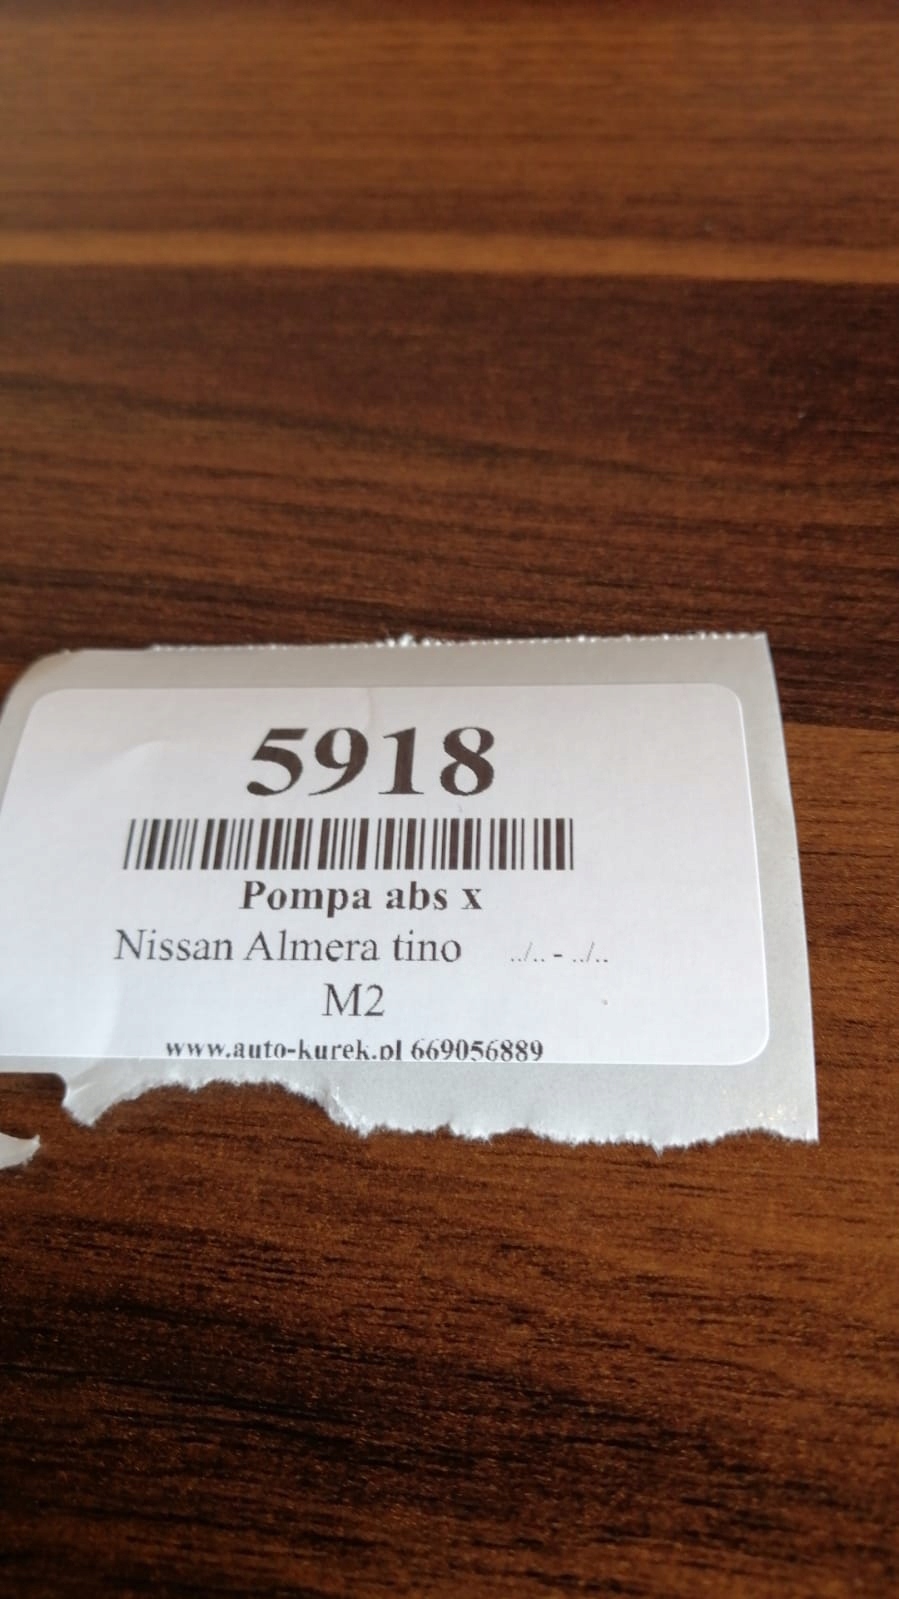 5918
Pompa abs x
Nissan Almera tino ../.. - ../..
M2
www.auto-kurek.pl 669056889